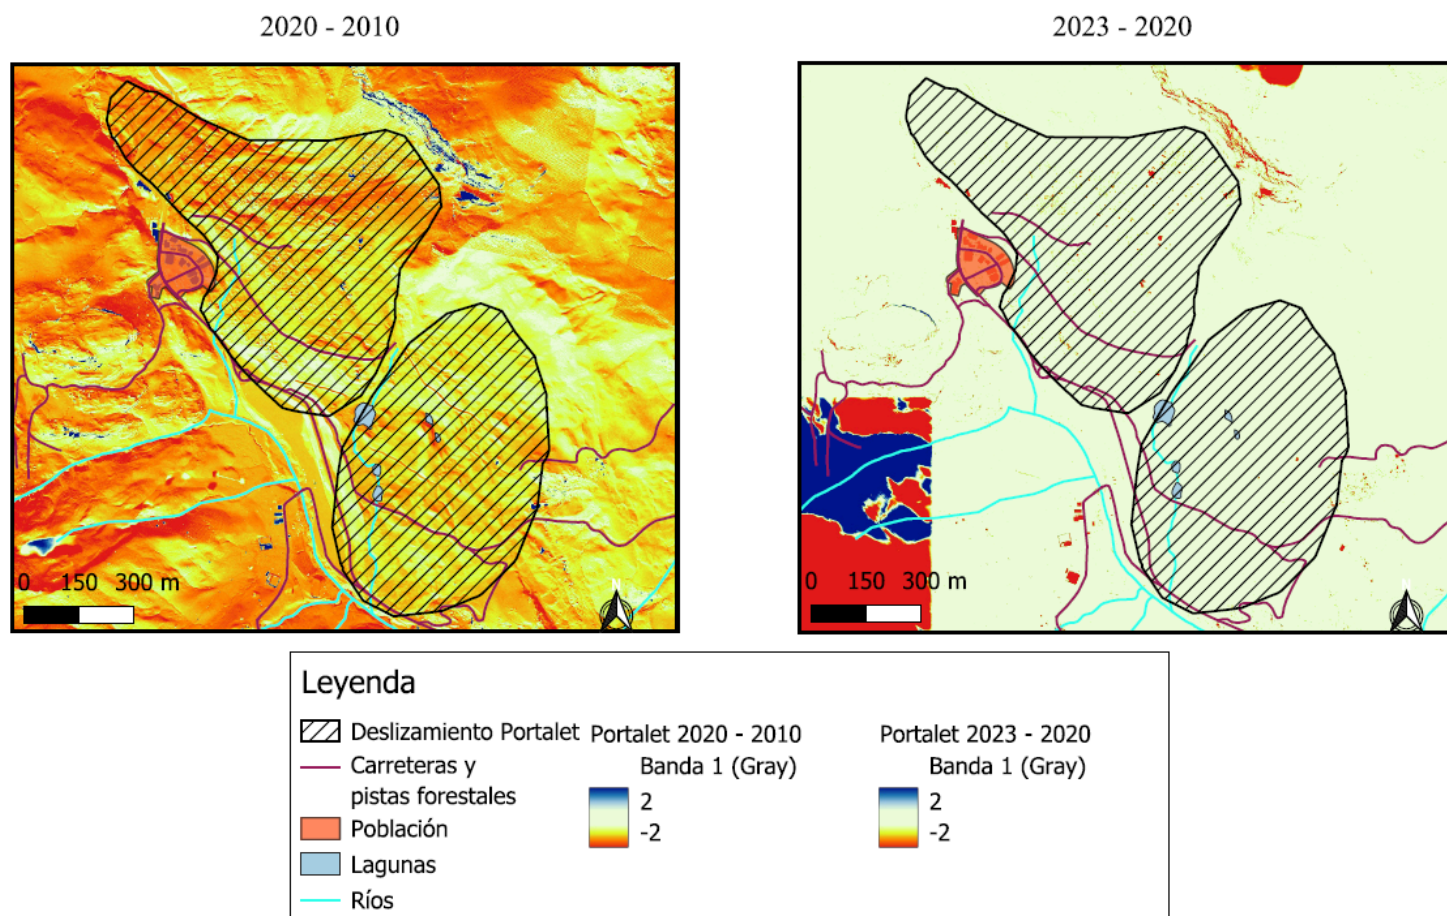 2020 - 2010
2023 - 2020
0 150 300 m
N
0 150 300 m
N
Leyenda
Deslizamiento Portalet
Carreteras y
pistas forestales
Población
Lagunas
Ríos
Portalet 2020 - 2010
Banda 1 (Gray)
2
-2
Portalet 2023 - 2020
Banda 1 (Gray)
2
-2